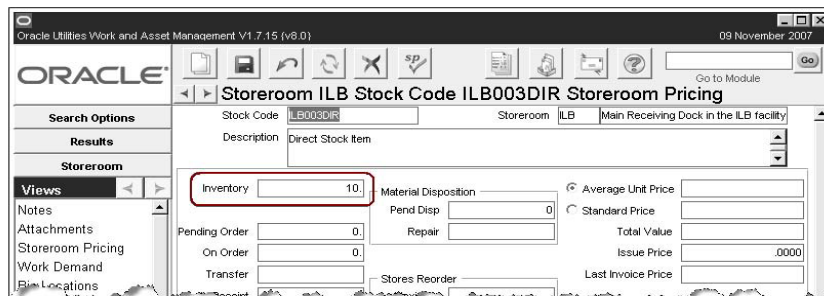 Oracle Utilities Work and Asset Management V1.7.15 (v8.0) 09 November 2007
ORACLE
sp
Go
Go to Module
Storeroom ILB Stock Code ILB003DIR Storeroom Pricing
Search Options
Results
Storeroom
Views
Notes
Attachments
Storeroom Pricing
Work Demand
Bin Locations
Stock Code ILB003DIR Storeroom ILB Main Receiving Dock in the ILB facility
Description Direct Stock Item
Inventory 10. Material Disposition Average Unit Price
Pend Disp 0 Standard Price
Pending Order 0. Repair Total Value
On Order 0. Issue Price .0000
Transfer Stores Reorder Last Invoice Price
Receipt